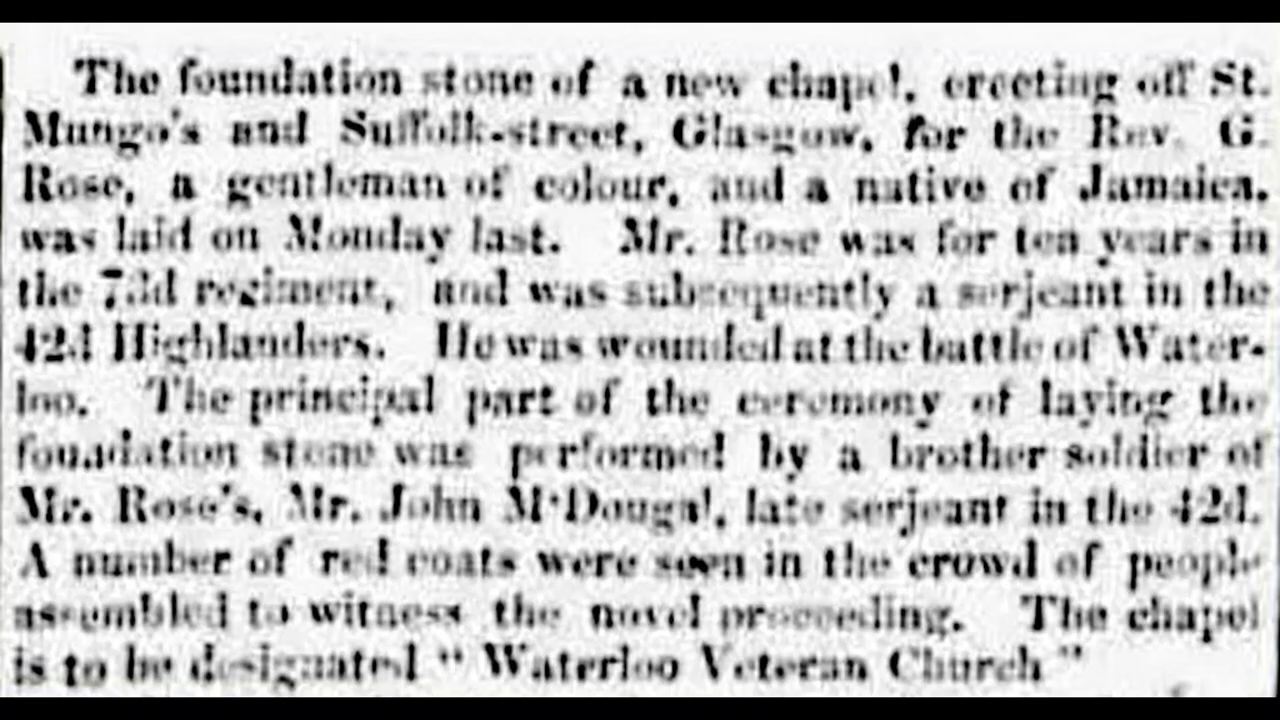 The foundation stone of a new chapel, erecting off St.
Mungo's and Suffolk-street, Glasgow, for the Rev. G.
Rose, a gentleman of colour, and a native of Jamaica,
was laid on Monday last. Mr. Rose was for ten years in
the 73d regiment, and was subsequently a serjeant in the
42d Highlanders. He was wounded at the battle of Water-
loo. The principal part of the ceremony of laying the
foundation stone was performed by a brother soldier of
Mr. Rose's, Mr. John M'Dougal, late serjeant in the 42d.
A number of red coats were seen in the crowd of people
assembled to witness the novel proceeding. The chapel
is to be designated "Waterloo Veteran Church"